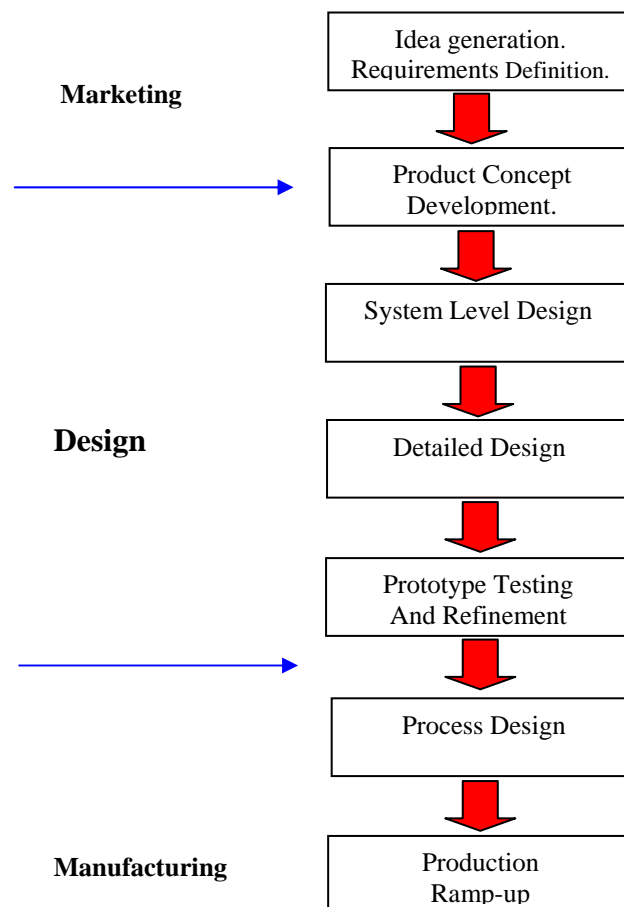 Idea generation.
Requirements Definition.
Marketing
Product Concept
Development.
System Level Design
Design
Detailed Design
Prototype Testing
And Refinement
Process Design
Manufacturing
Production
Ramp-up